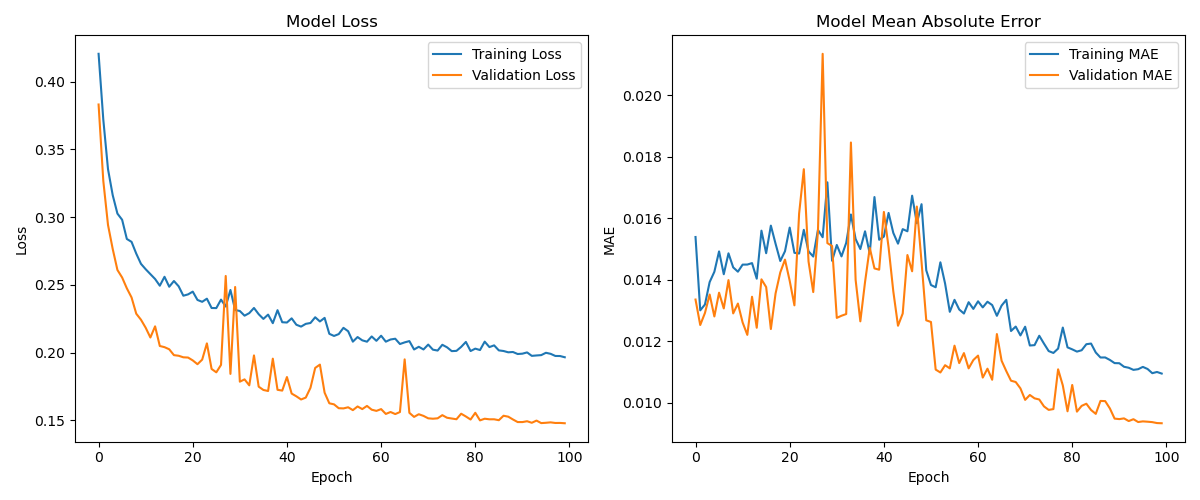 Model Loss
Training Loss
Validation Loss
0.40
0.35
0.30
0.25
0.20
0.15
Loss
0
20
40
60
80
100
Epoch
Model Mean Absolute Error
Training MAE
Validation MAE
0.020
0.018
0.016
0.014
0.012
0.010
MAE
0
20
40
60
80
100
Epoch